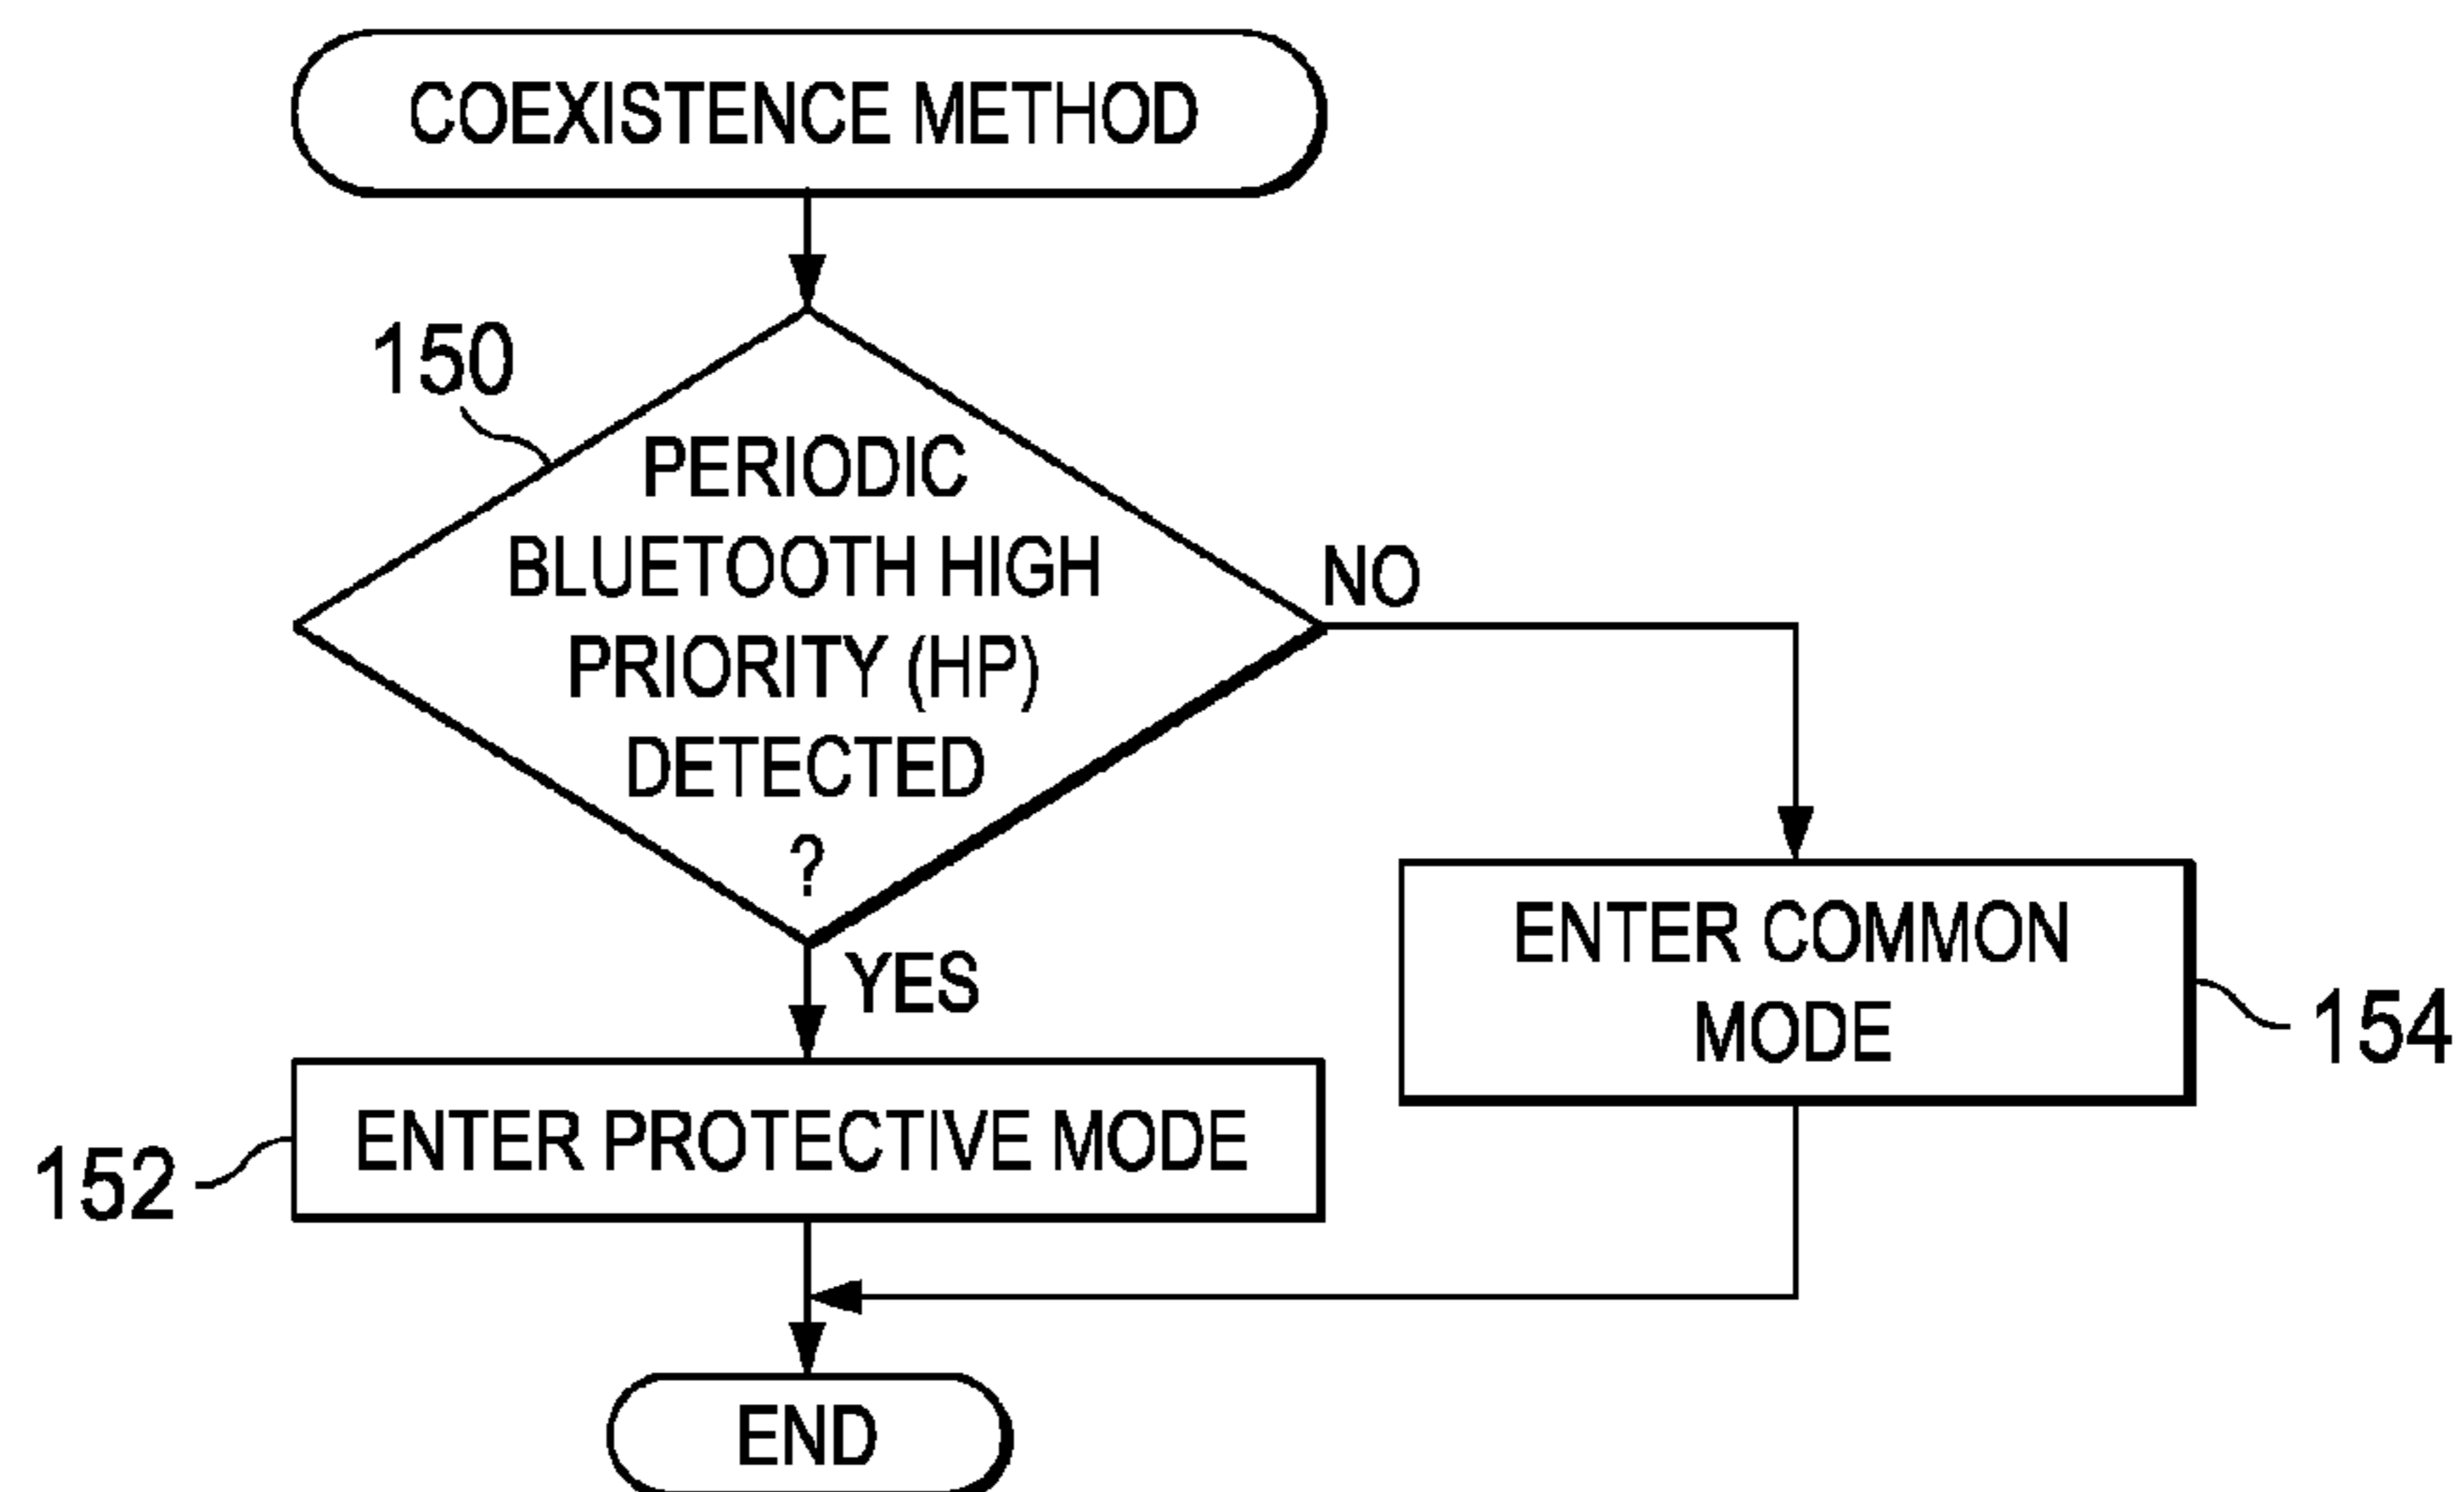 COEXISTENCE METHOD
150
PERIODIC
BLUETOOTH HIGH
PRIORITY (HP)
DETECTED
?
NO
YES
ENTER COMMON
MODE
154
152
ENTER PROTECTIVE MODE
END